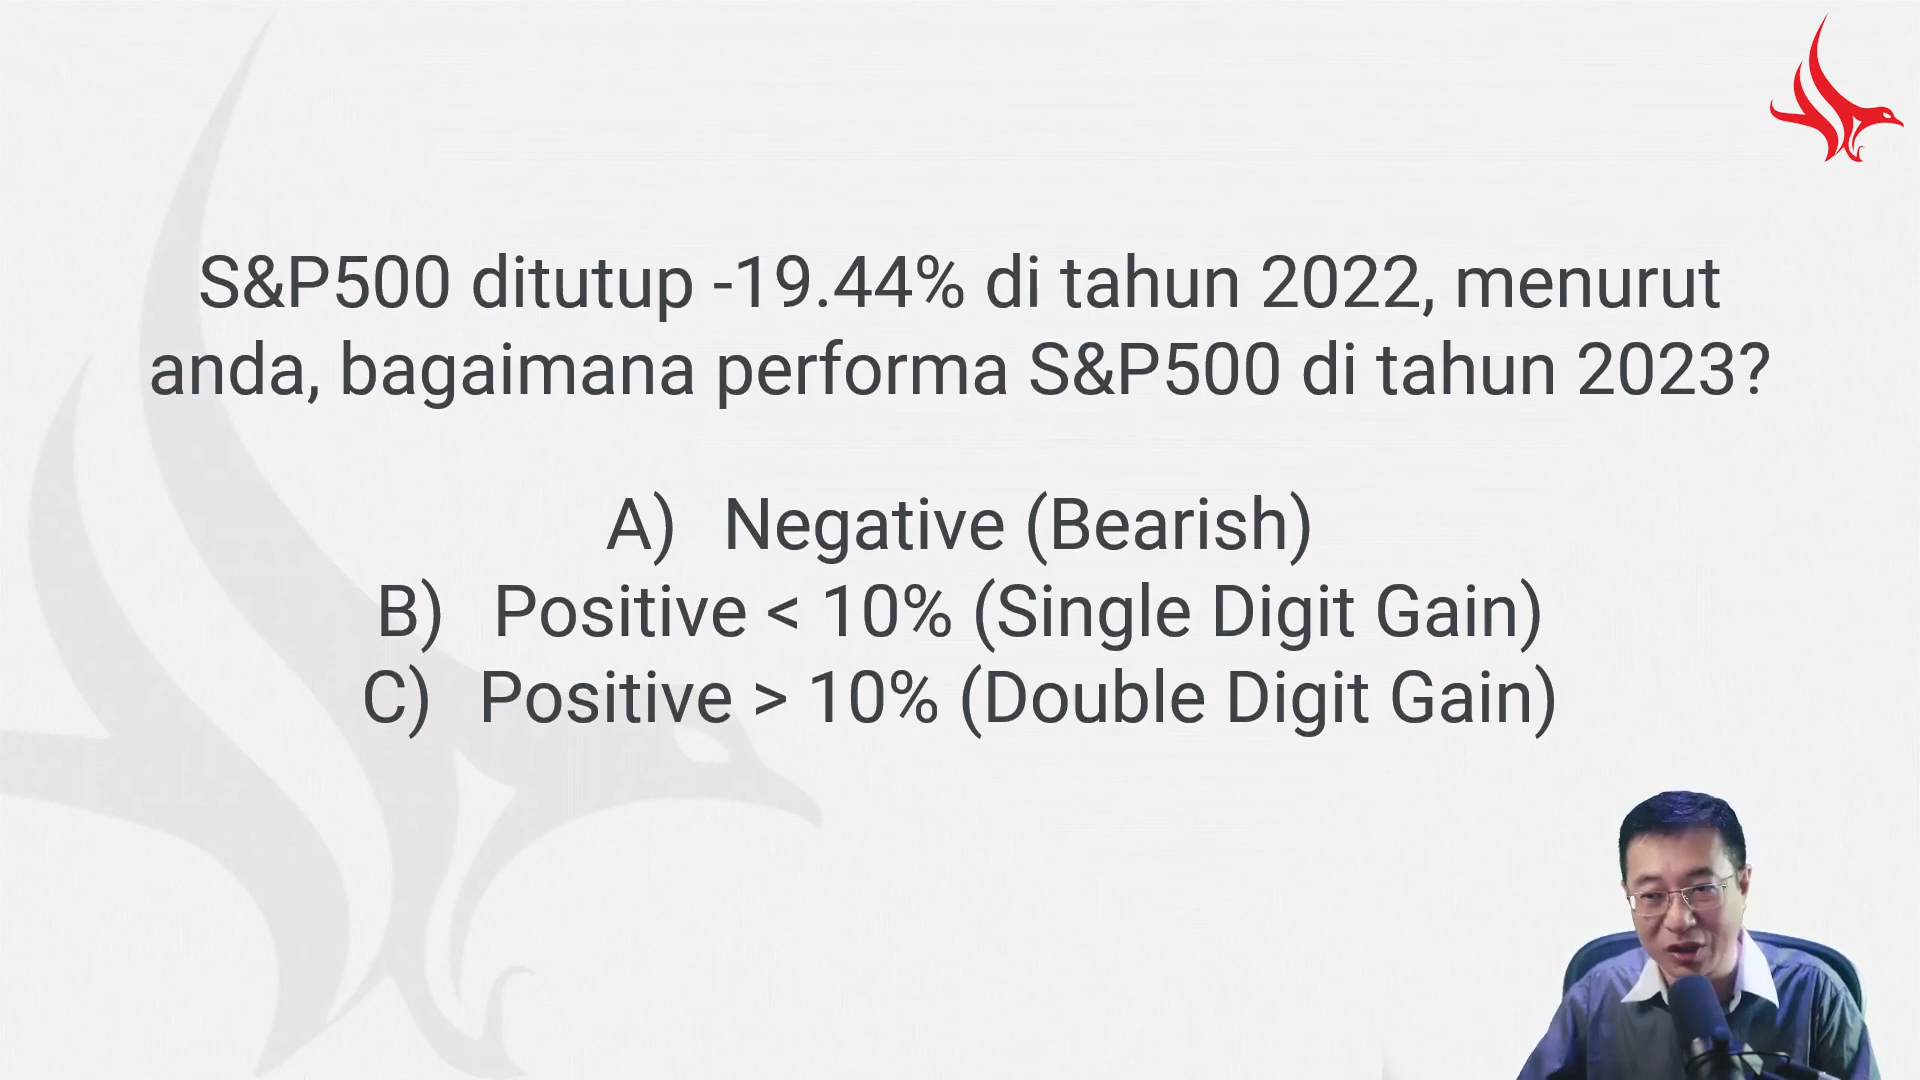 S&P500 ditutup -19.44% di tahun 2022, menurut
anda, bagaimana performa S&P500 di tahun 2023?
A) Negative (Bearish)
B) Positive < 10% (Single Digit Gain)
C) Positive > 10% (Double Digit Gain)